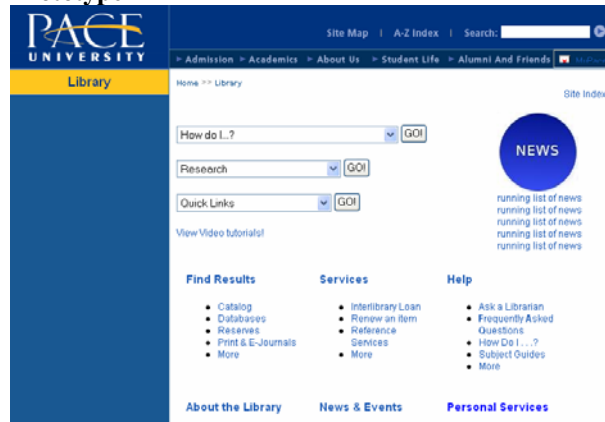 PACE
UNIVERSITY
Site Map | A-Z Index | Search:
Admission Academics About Us Student Life Alumni And Friends
Library
Home >> Library
Site Index
How do I...? GO!
Research GO!
Quick Links GO!
View Video tutorials!
NEWS
running list of news
running list of news
running list of news
running list of news
running list of news
Find Results
• Catalog
• Databases
• Reserves
• Print & E-Journals
• More
Services
• Interlibrary Loan
• Renew an item
• Reference
Services
• More
Help
• Ask a Librarian
• Frequently Asked
Questions
• How Do I . . .?
• Subject Guides
• More
About the Library
News & Events
Personal Services